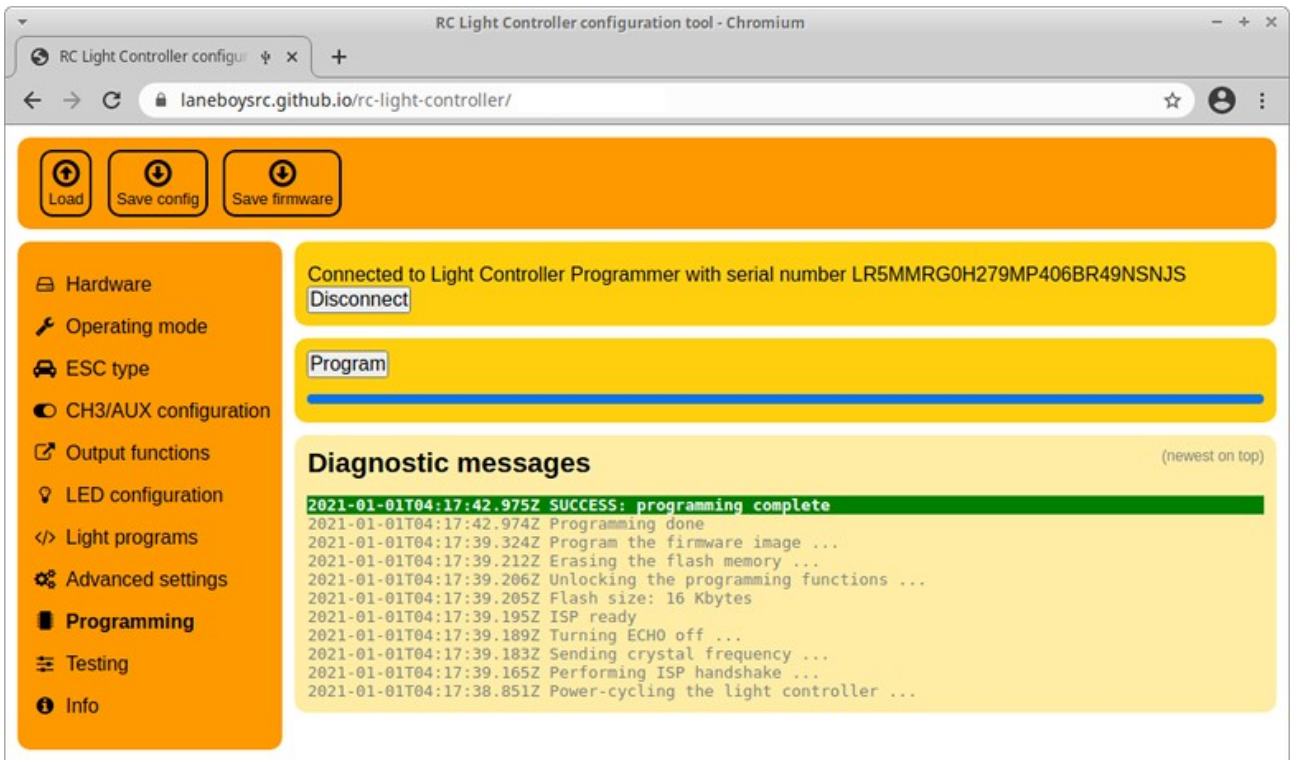 RC Light Controller configuration tool - Chromium
RC Light Controller configur
laneboysrc.github.io/rc-light-controller/
Load
Save config
Save firmware
Hardware
Operating mode
ESC type
CH3/AUX configuration
Output functions
LED configuration
Light programs
Advanced settings
Programming
Testing
Info
Connected to Light Controller Programmer with serial number LR5MMRG0H279MP406BR49NSNJS
Disconnect
Program
Diagnostic messages
(newest on top)
2021-01-01T04:17:42.975Z SUCCESS: programming complete
2021-01-01T04:17:42.974Z Programming done
2021-01-01T04:17:39.324Z Program the firmware image ...
2021-01-01T04:17:39.212Z Erasing the flash memory ...
2021-01-01T04:17:39.206Z Unlocking the programming functions ...
2021-01-01T04:17:39.205Z Flash size: 16 Kbytes
2021-01-01T04:17:39.195Z ISP ready
2021-01-01T04:17:39.189Z Turning ECHO off ...
2021-01-01T04:17:39.183Z Sending crystal frequency ...
2021-01-01T04:17:39.165Z Performing ISP handshake ...
2021-01-01T04:17:38.851Z Power-cycling the light controller ...